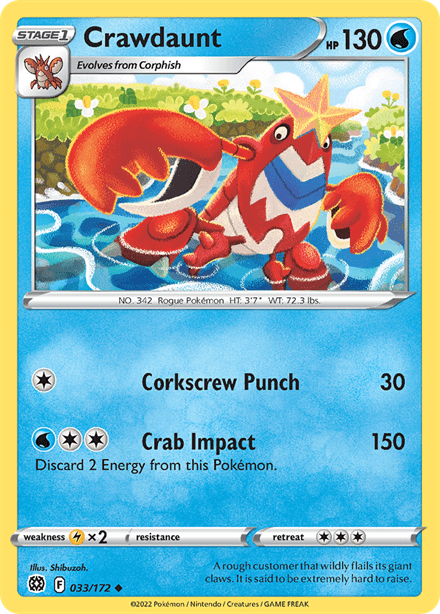 STAGE1
Crawdaunt
HP 130
Evolves from Corphish
NO. 342 Rogue Pokémon HT: 3'7" WT: 72.3 lbs.
Corkscrew Punch 30
Crab Impact 150
Discard 2 Energy from this Pokémon.
weakness ×2 resistance retreat
Illus. Shibuzoh.
A rough customer that wildly flails its giant
claws. It is said to be extremely hard to raise.
F 033/172
©2022 Pokémon / Nintendo / Creatures / GAME FREAK